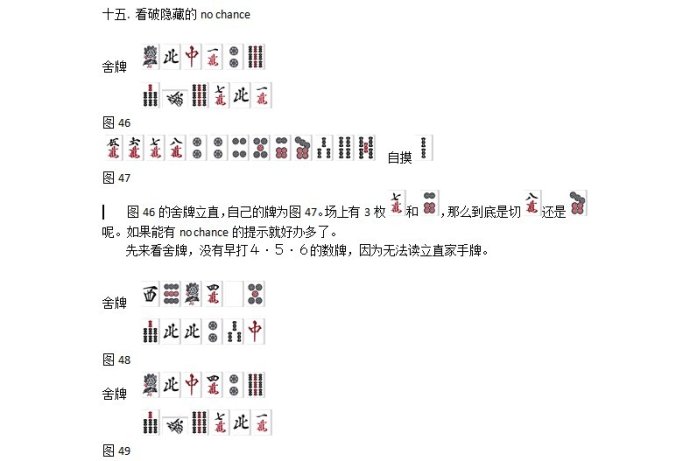 十五. 看破隐藏的 no chance
舍牌
图 46
自摸
图 47
图 46 的舍牌立直，自己的牌为图 47。场上有 3 枚 和 ，那么到底是切 还是
呢。如果能有 no chance 的提示就好办多了。
先来看舍牌，没有早打４・５・６的数牌，因为无法读立直家手牌。
舍牌
图 48
舍牌
图 49